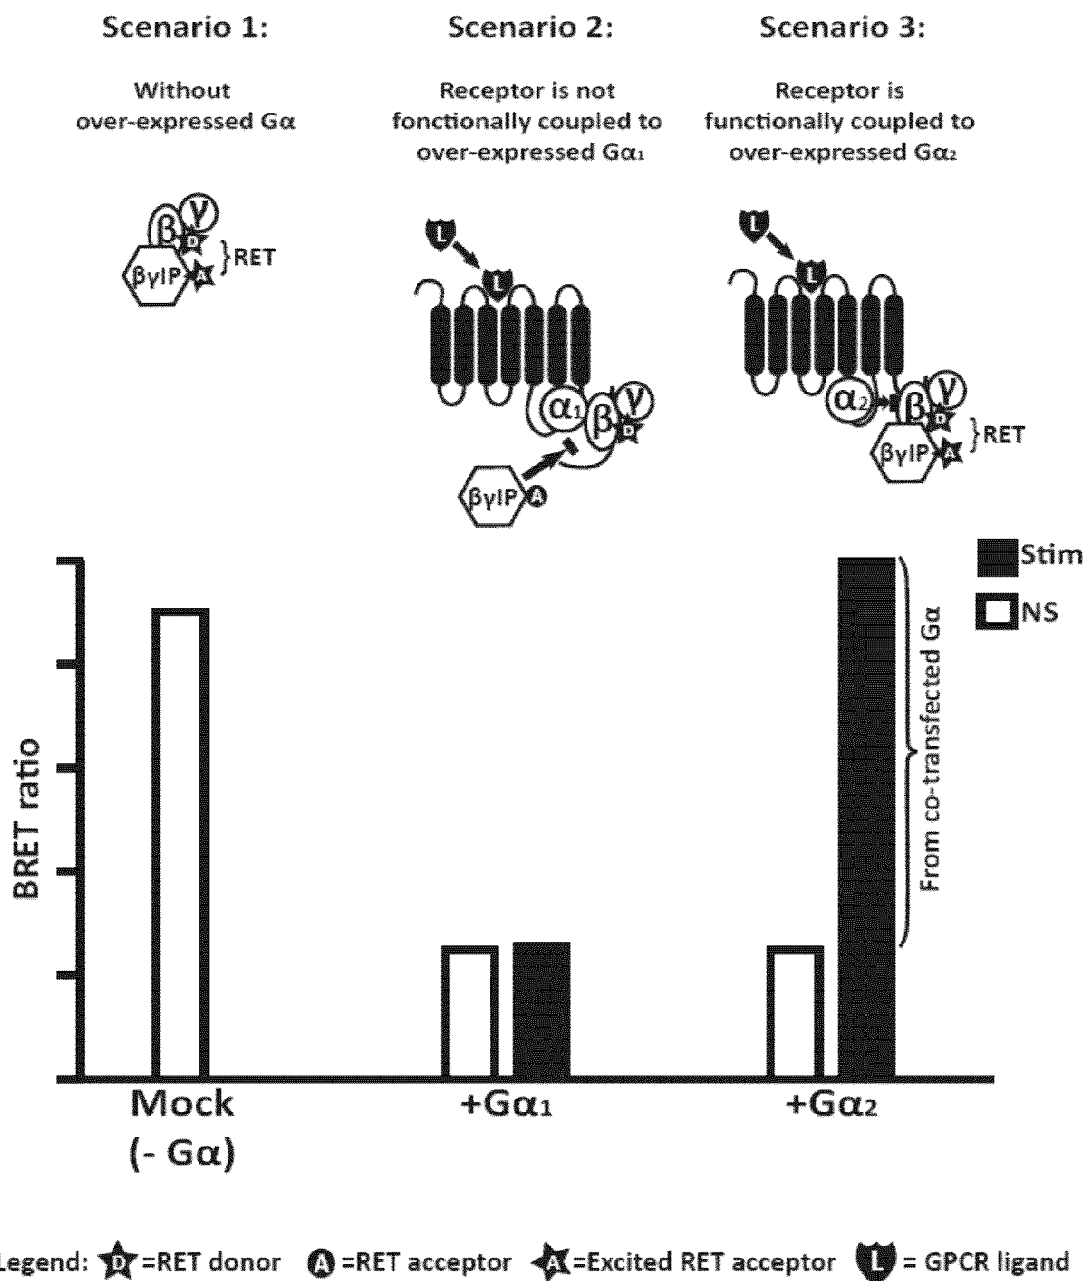 Scenario 1:
Scenario 2:
Scenario 3:
Without
over-expressed Gα
Receptor is not
fonctionally coupled to
over-expressed Gα₁
Receptor is
functionally coupled to
over-expressed Gα₂
β
γ
D
βγIP
A
}RET
L
L
α₁
β
γ
D
βγIP
A
L
L
α₂
β
γ
D
βγIP
A
}RET
Stim
NS
BRET ratio
From co-transfected Gα
Mock
(- Gα)
+Gα₁
+Gα₂
Legend: D =RET donor A =RET acceptor A =Excited RET acceptor L = GPCR ligand